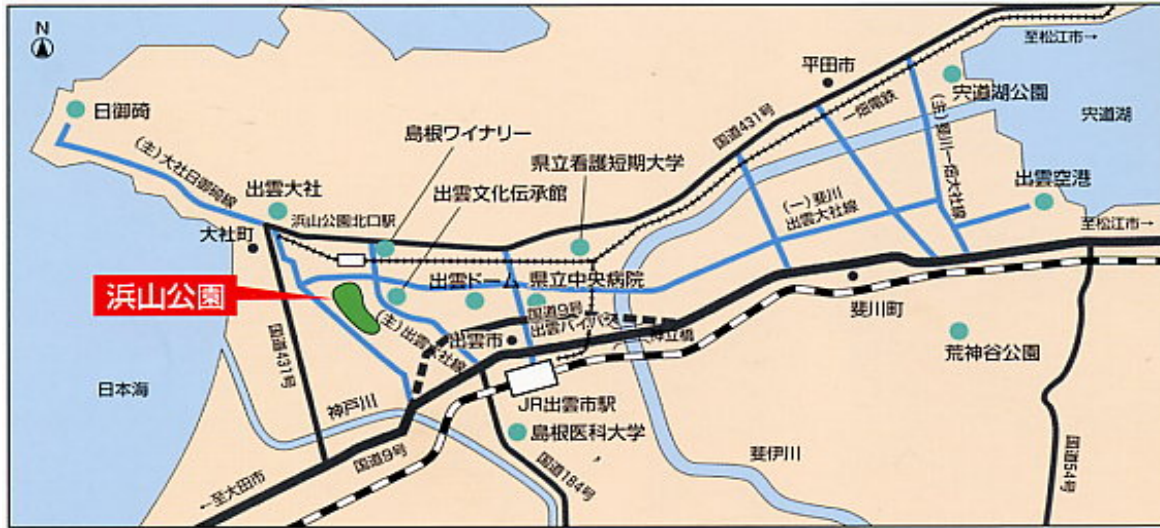 N
至松江市→
平田市
日御碕
宍道湖公園
一畑電鉄
島根ワイナリー
国道431号
宍道湖
(主)斐川一畑大社線
(主)大社日御碕線
県立看護短期大学
出雲大社
出雲文化伝承館
出雲空港
浜山公園北口駅
(一)斐川
出雲大社線
大社町
至松江市→
出雲ドーム
県立中央病院
浜山公園
国道9号
出雲バイパス
斐川町
(主)出雲大社線
出雲市
荒神谷公園
国道431号
日本海
神戸川
JR出雲市駅
島根医科大学
国道9号
斐伊川
国道54号
国道184号
←至大田市